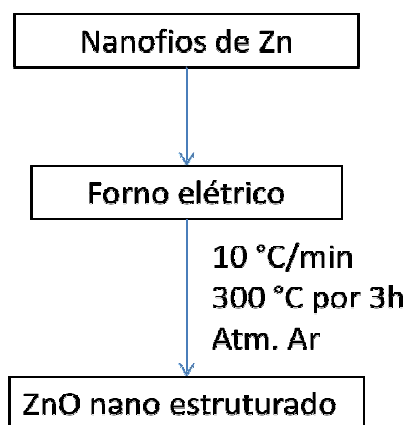 Nanofios de Zn
Forno elétrico
10 °C/min
300 °C por 3h
Atm. Ar
ZnO nano estruturado